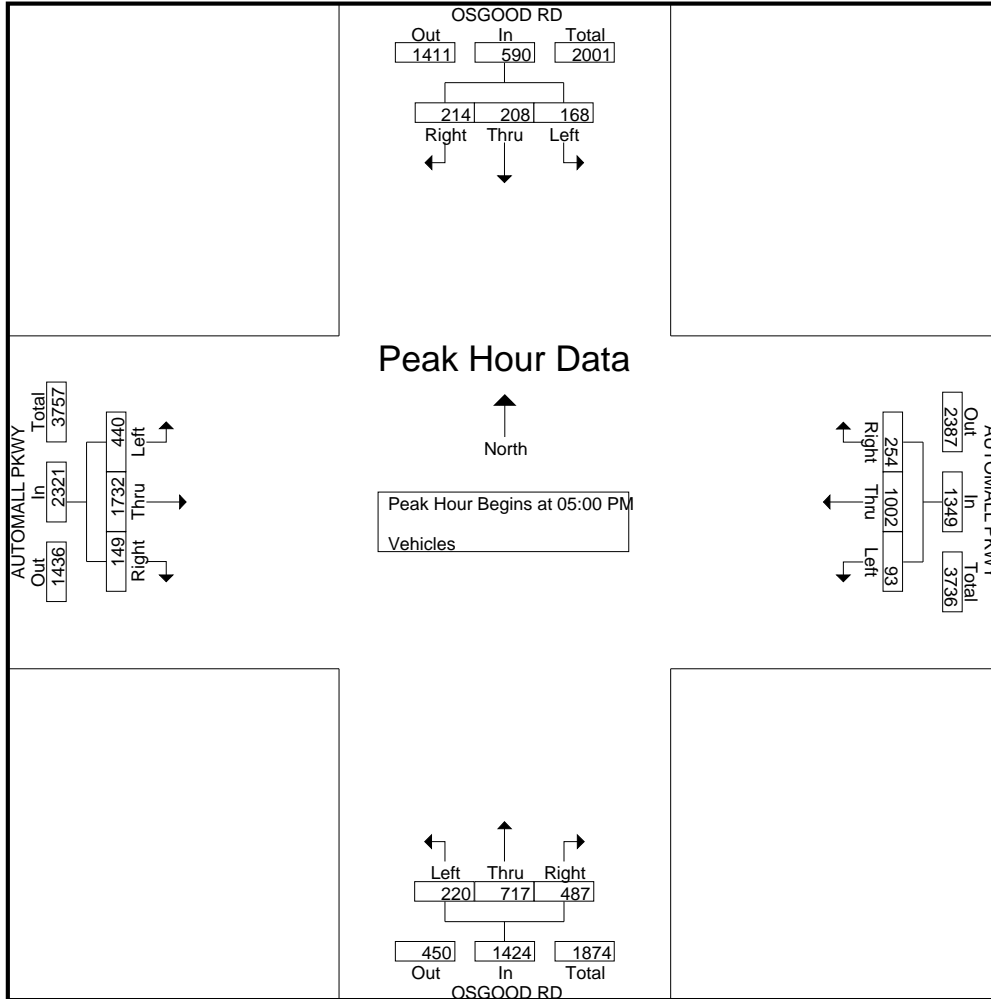 OSGOOD RD
Out In Total
1411 590 2001
214 208 168
Right Thru Left
Peak Hour Data
North
Peak Hour Begins at 05:00 PM
Vehicles
AUTOMALL PKWY
Total In Out
3757 2321 1436
440 1732 149
Left Thru Right
AUTOMALL PKWY
Out In Total
2387 1349 3736
254 1002 93
Right Thru Left
Left Thru Right
220 717 487
450 1424 1874
Out In Total
OSGOOD RD